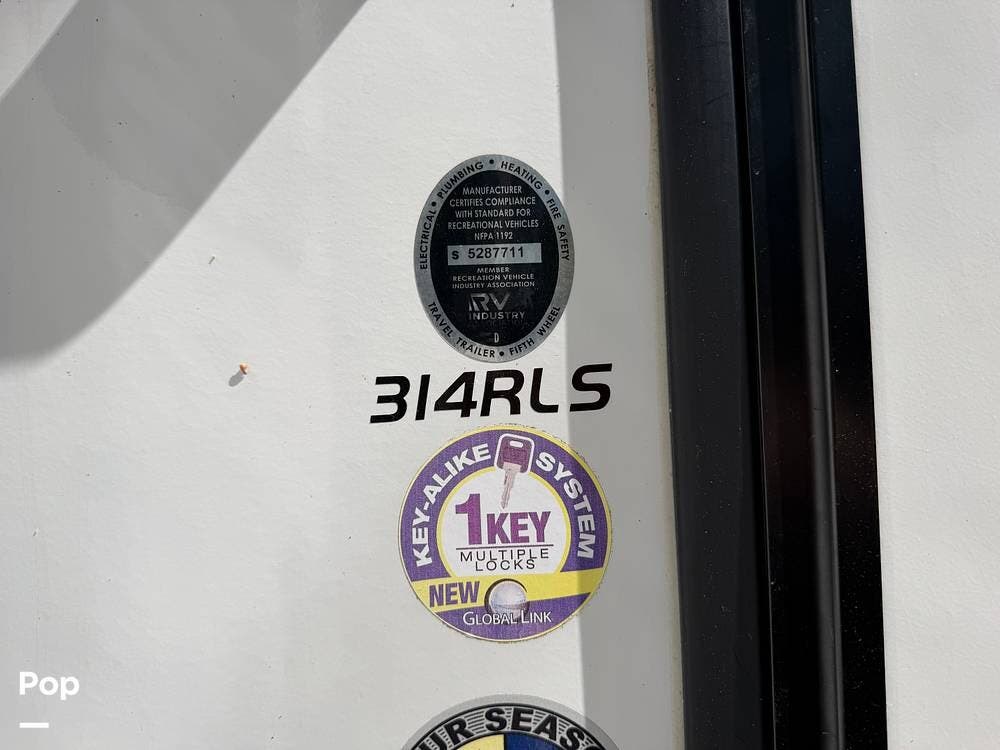 ELECTRICAL • PLUMBING • HEATING • FIRE SAFETY
MANUFACTURER
CERTIFIES COMPLIANCE
WITH STANDARD FOR
RECREATIONAL VEHICLES
NFPA 1192
S 5287711
MEMBER
RECREATION VEHICLE
INDUSTRY ASSOCIATION
RV
INDUSTRY
D
TRAVEL TRAILER • FIFTH WHEEL
314RLS
KEY-ALIKE SYSTEM
1KEY
MULTIPLE
LOCKS
NEW
GLOBAL LINK
Pop